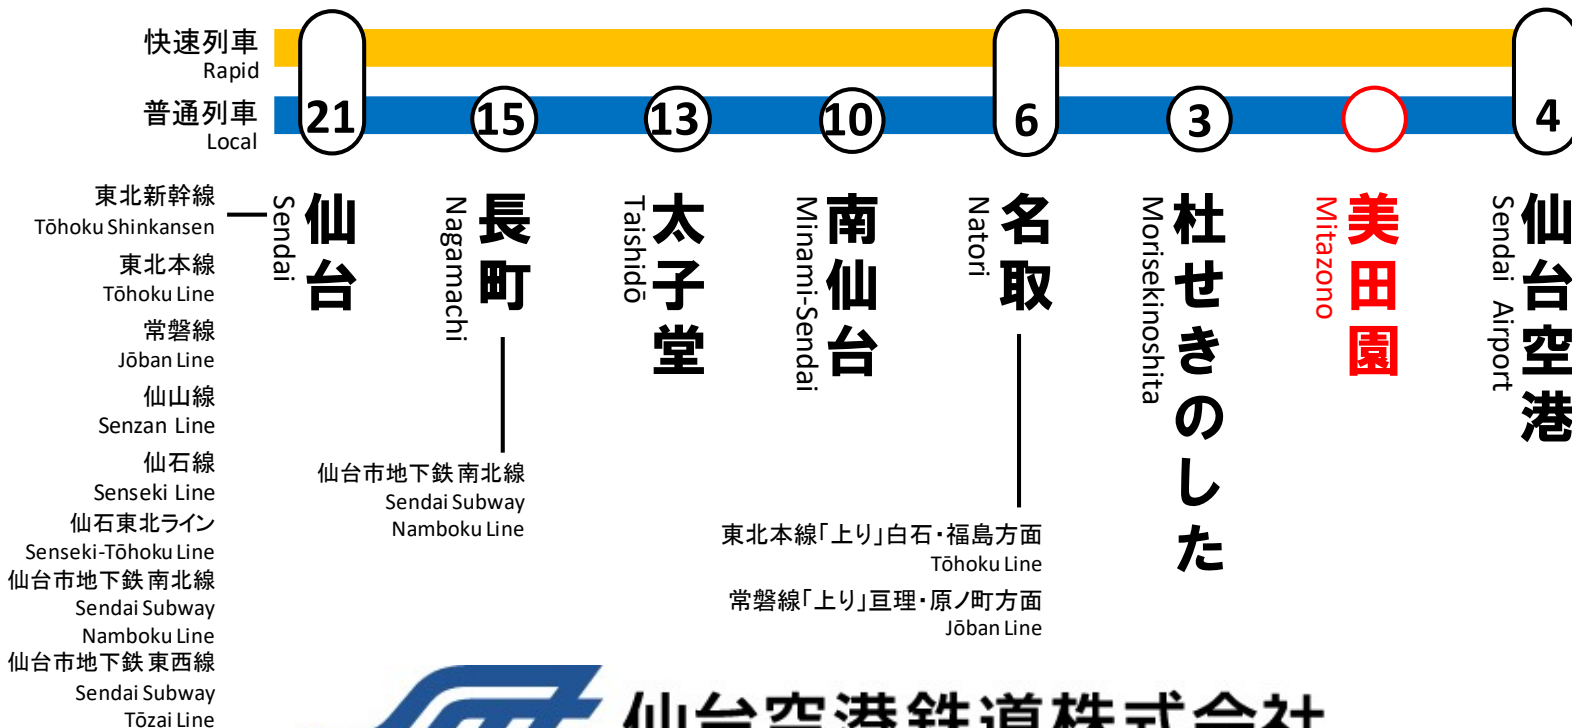 快速列車
Rapid
普通列車
Local
21
15
13
10
6
3
4
仙台
Sendai
長町
Nagamachi
太子堂
Taishidō
南仙台
Minami-Sendai
名取
Natori
杜せきのした
Morisekinoshita
美田園
Mitazono
仙台空港
Sendai Airport
東北新幹線
Tōhoku Shinkansen
東北本線
Tōhoku Line
常磐線
Jōban Line
仙山線
Senzan Line
仙石線
Senseki Line
仙石東北ライン
Senseki-Tōhoku Line
仙台市地下鉄 南北線
Sendai Subway
Namboku Line
仙台市地下鉄 東西線
Sendai Subway
Tōzai Line
仙台市地下鉄 南北線
Sendai Subway
Namboku Line
東北本線「上り」白石・福島方面
Tōhoku Line
常磐線「上り」亘理・原ノ町方面
Jōban Line
仙台空港鉄道株式会社